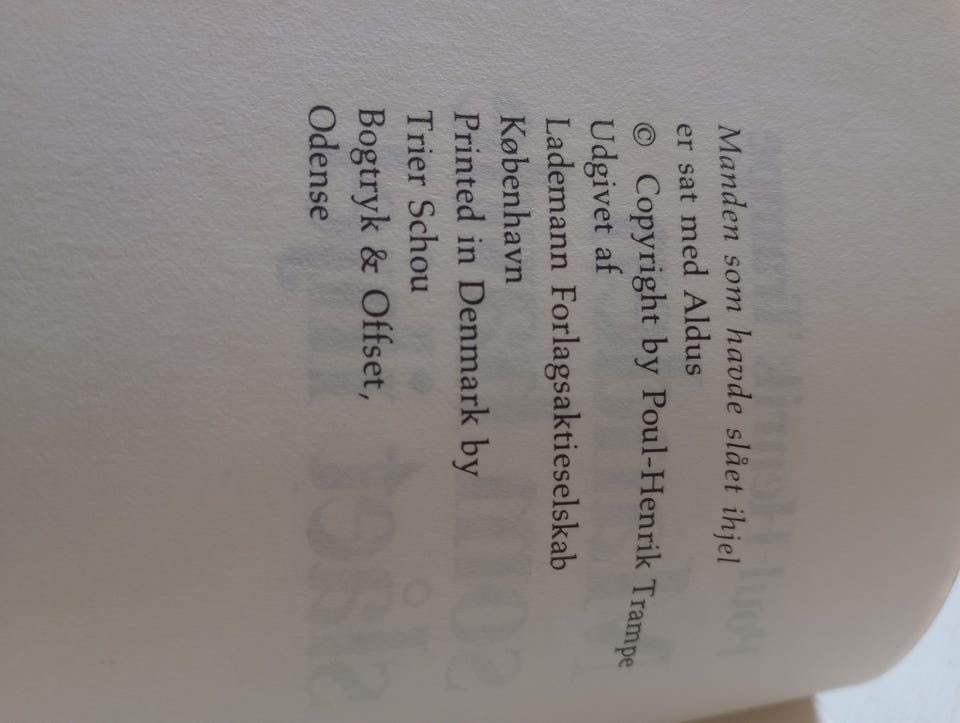 Manden som havde slået ihjel
er sat med Aldus
© Copyright by Poul-Henrik Trampe
Udgivet af
Lademann Forlagsaktieselskab
København
Printed in Denmark by
Trier Schou
Bogtryk & Offset,
Odense